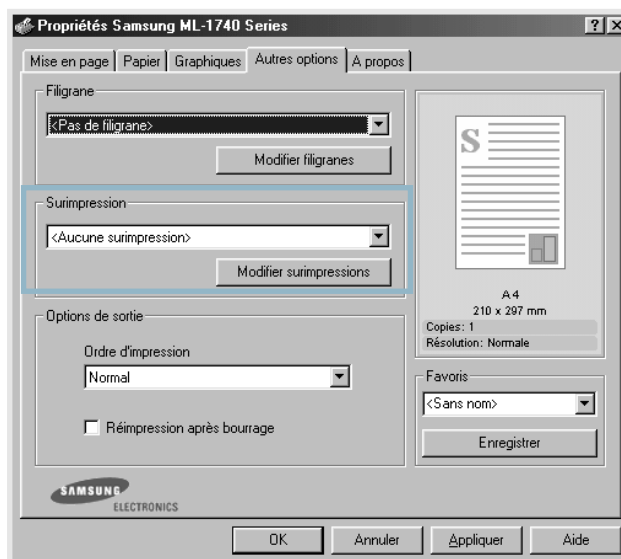 Propriétés Samsung ML-1740 Series
Mise en page
Papier
Graphiques
Autres options
A propos
Filigrane
<Pas de filigrane>
Modifier filigranes
Surimpression
<Aucune surimpression>
Modifier surimpressions
Options de sortie
Ordre d'impression
Normal
Réimpression après bourrage
S
A4
210 x 297 mm
Copies: 1
Résolution: Normale
Favoris
<Sans nom>
Enregistrer
SAMSUNG
ELECTRONICS
OK
Annuler
Appliquer
Aide